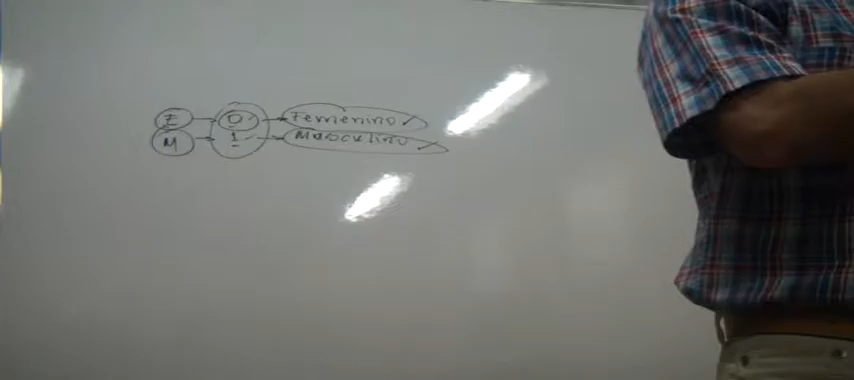 F → 0 → Femenino
M → 1 → Masculino